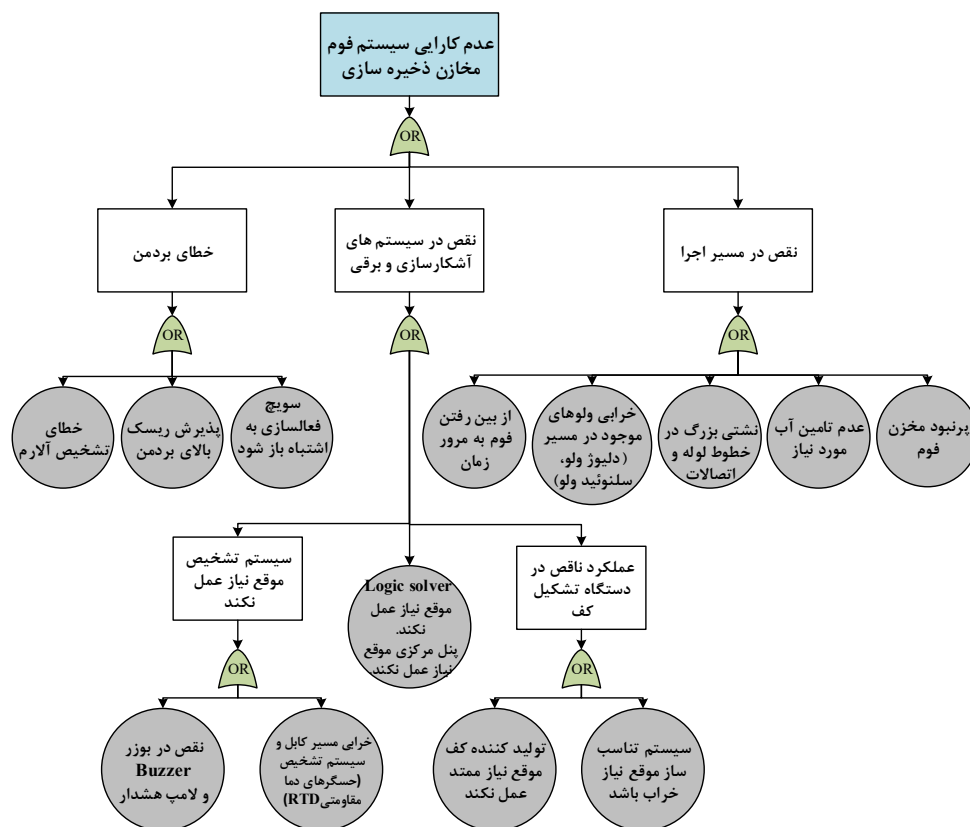 عدم کارایی سیستم فوم
مخازن ذخیره سازی
OR
نقص در مسیر اجرا
نقص در سیستم های
آشکارسازی و برقی
خطای بردمن
OR
OR
OR
پرنبود مخزن
فوم
عدم تامین آب
مورد نیاز
نشتی بزرگ در
خطوط لوله و
اتصالات
خرابی ولوهای
موجود در مسیر
(دلیوژ ولو،
سلنوئید ولو)
از بین رفتن
فوم به مرور
زمان
سویچ
فعالسازی به
اشتباه باز شود
پذیرش ریسک
بالای بردمن
خطای
تشخیص آلارم
عملکرد ناقص در
دستگاه تشکیل
کف
Logic solver
موقع نیاز عمل
نکند.
پنل مرکزی موقع
نیاز عمل نکند.
سیستم تشخیص
موقع نیاز عمل
نکند
OR
OR
سیستم تناسب
ساز موقع نیاز
خراب باشد
تولید کننده کف
موقع نیاز ممتد
عمل نکند
خرابی مسیر کابل و
سیستم تشخیص
(حسگرهای دما
مقاومتیRTD)
نقص در بوزر
Buzzer
و لامپ هشدار